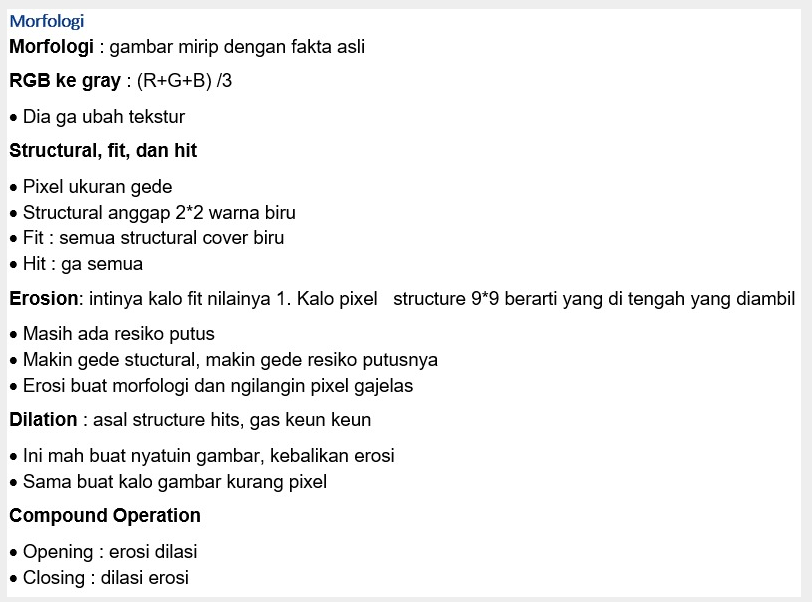 Morfologi
Morfologi : gambar mirip dengan fakta asli
RGB ke gray : (R+G+B) /3
• Dia ga ubah tekstur
Structural, fit, dan hit
• Pixel ukuran gede
• Structural anggap 2*2 warna biru
• Fit : semua structural cover biru
• Hit : ga semua
Erosion: intinya kalo fit nilainya 1. Kalo pixel structure 9*9 berarti yang di tengah yang diambil
• Masih ada resiko putus
• Makin gede stuctural, makin gede resiko putusnya
• Erosi buat morfologi dan ngilangin pixel gajelas
Dilation : asal structure hits, gas keun keun
• Ini mah buat nyatuin gambar, kebalikan erosi
• Sama buat kalo gambar kurang pixel
Compound Operation
• Opening : erosi dilasi
• Closing : dilasi erosi